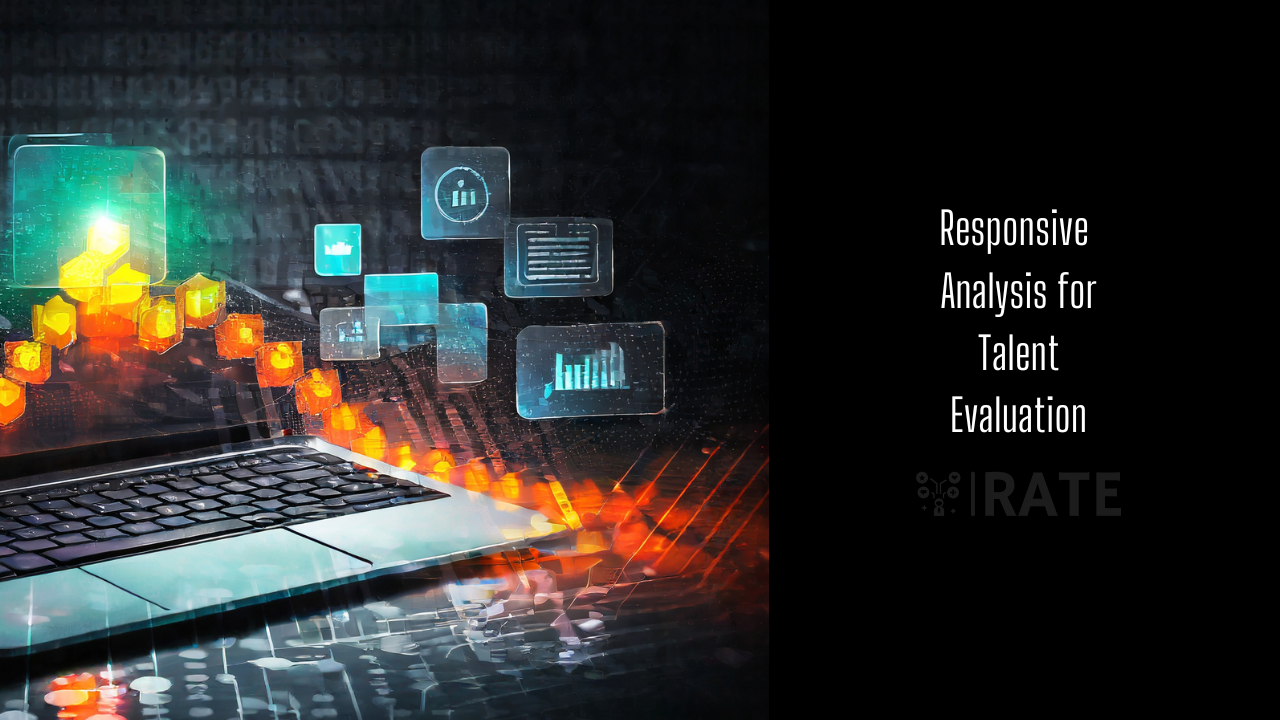 Responsive
Analysis for
Talent
Evaluation
RATE